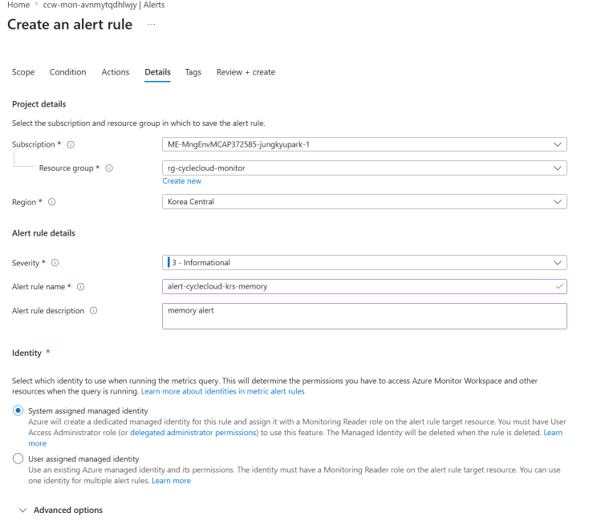 Home > ccw-mon-avnmytqdhlwjy | Alerts
Create an alert rule ...
Scope Condition Actions Details Tags Review + create
Project details
Select the subscription and resource group in which to save the alert rule.
Subscription *
ME-MngEnvMCAP372585-jungkyupark-1
Resource group *
rg-cyclecloud-monitor
Create new
Region *
Korea Central
Alert rule details
Severity *
3 - Informational
Alert rule name *
alert-cyclecloud-krs-memory
Alert rule description
memory alert
Identity *
Select which identity to use when running the metrics query. This will determine the permissions you have to access Azure Monitor Workspace and other
resources when the query is running. Learn more about identities in metric alert rules
System assigned managed identity
Azure will create a dedicated managed identity for this rule and assign it with a Monitoring Reader role on the alert rule target resource. You must have User
Access Administrator role (or delegated administrator permissions) to use this feature. The Managed Identity will be deleted when the rule is deleted. Learn
more
User assigned managed identity
Use an existing Azure managed identity and its permissions. The identity must have a Monitoring Reader role on the alert rule target resource. You can use
one identity for multiple alert rules. Learn more
Advanced options